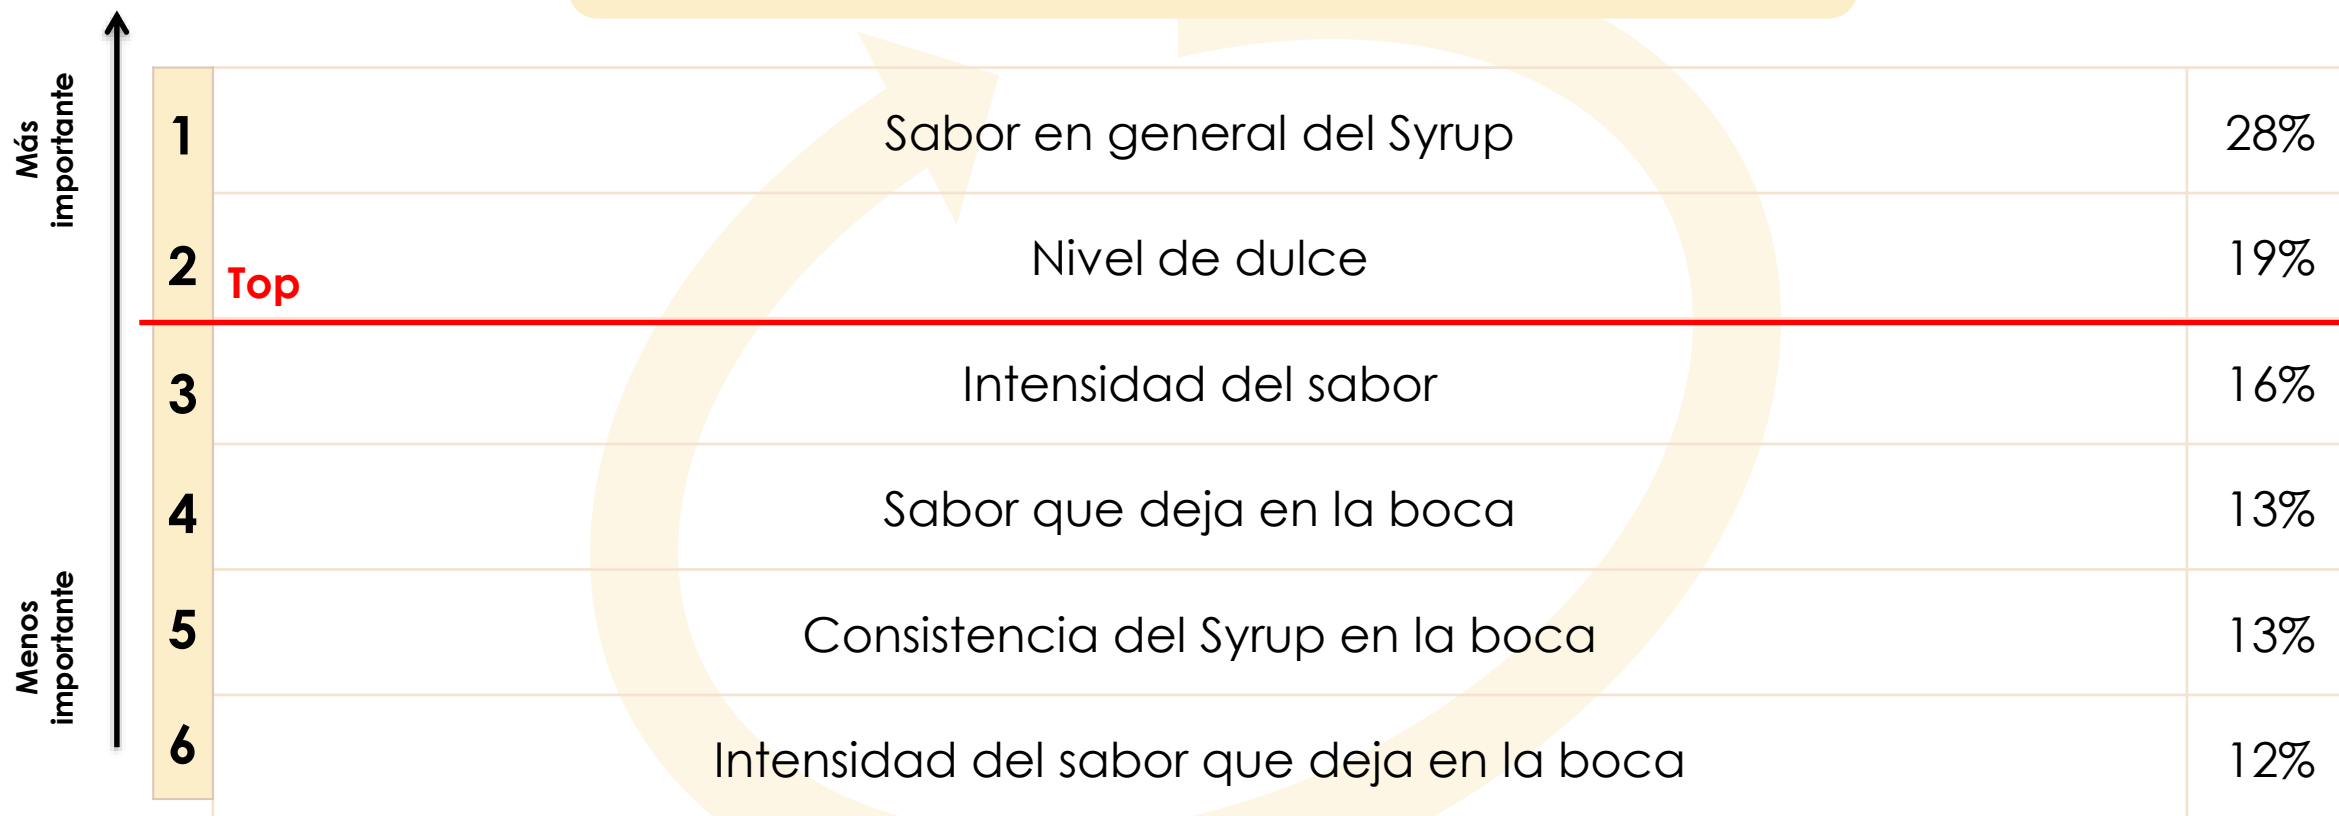 Más
importante
1 Sabor en general del Syrup 28%
2 Top Nivel de dulce 19%
3 Intensidad del sabor 16%
4 Sabor que deja en la boca 13%
Menos
importante
5 Consistencia del Syrup en la boca 13%
6 Intensidad del sabor que deja en la boca 12%